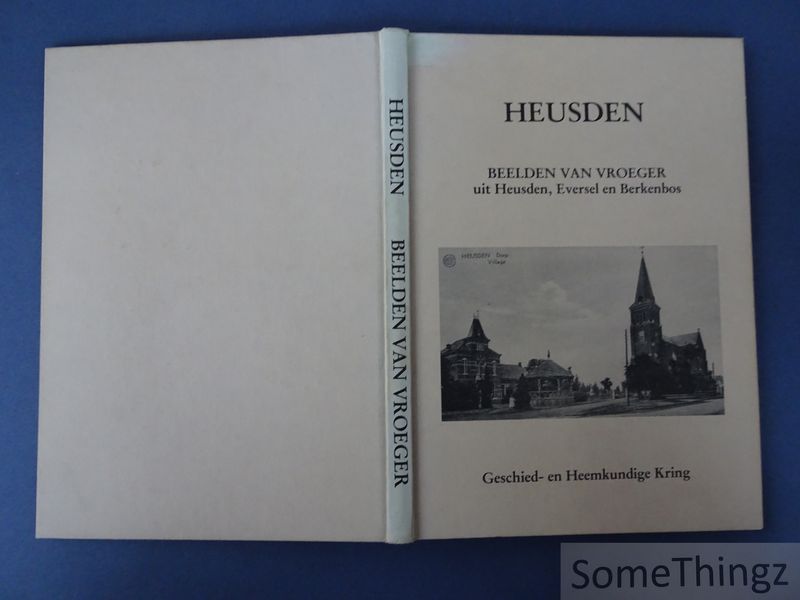 HEUSDEN BEELDEN VAN VROEGER
HEUSDEN
BEELDEN VAN VROEGER
uit Heusden, Eversel en Berkenbos
HEUSDEN Dorp
Village
Geschied- en Heemkundige Kring
SomeThingz